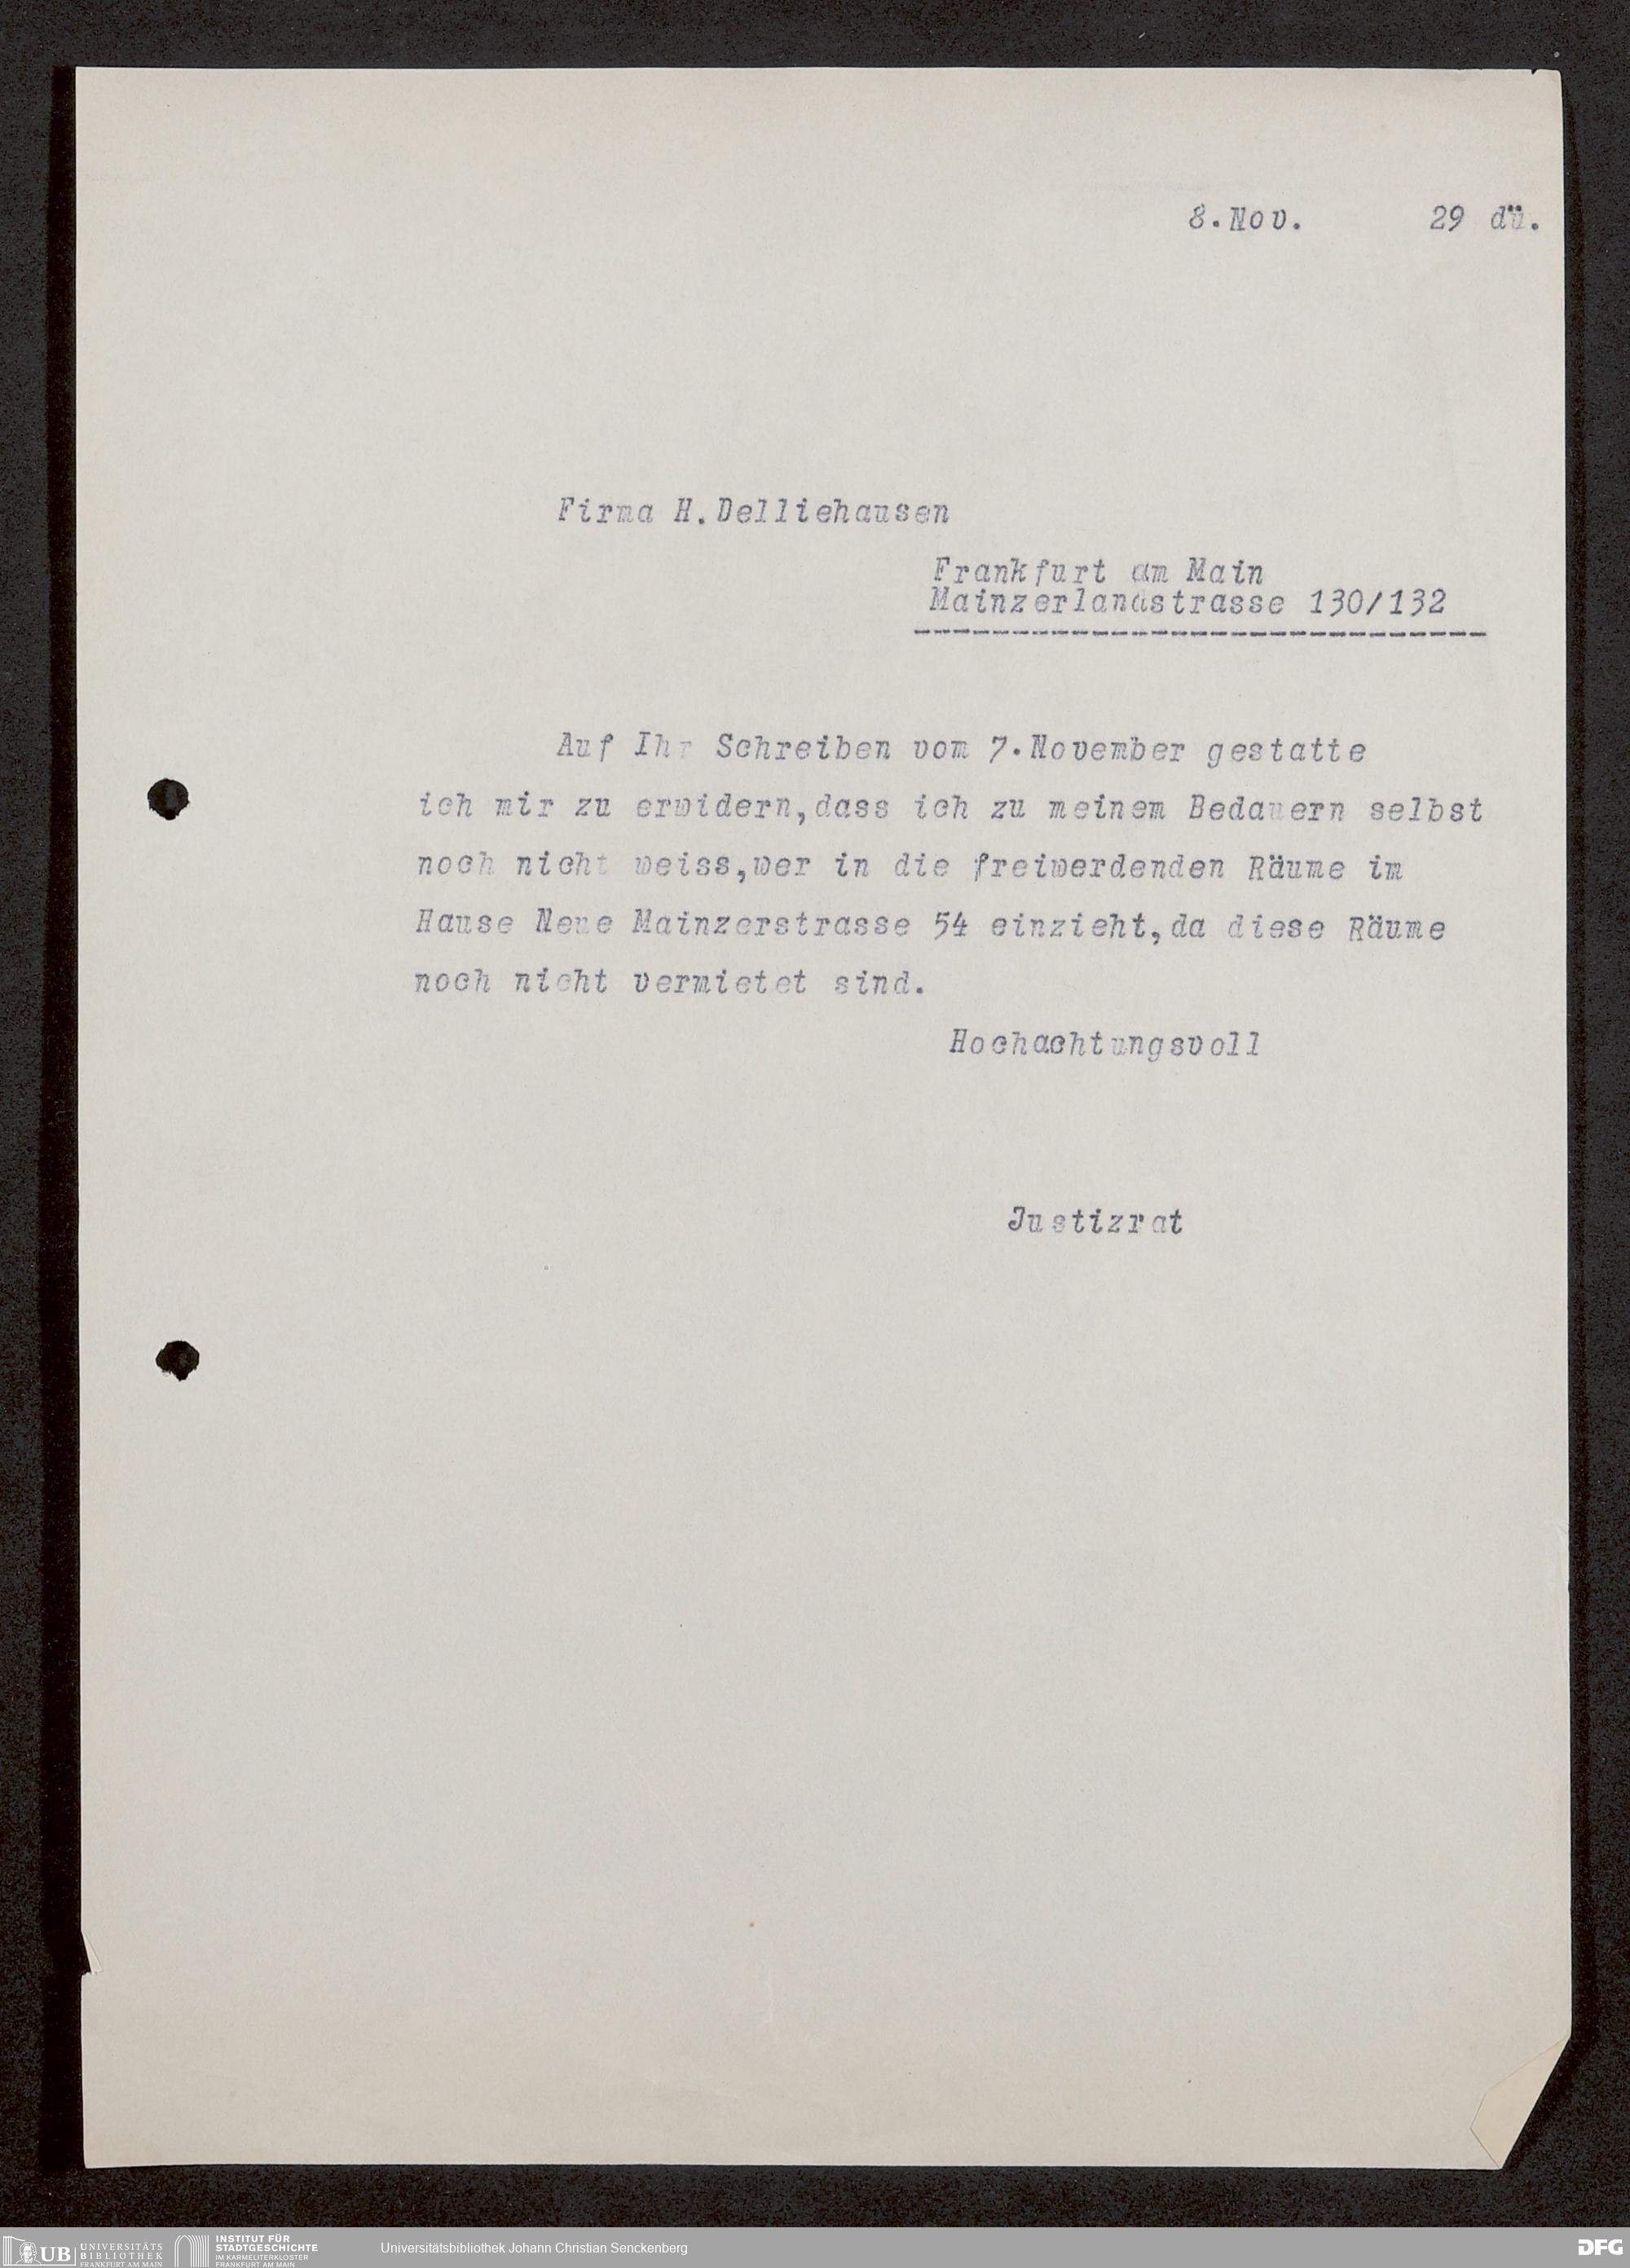 8.Nov. 29 dü.
Firma H.Delliehausen
Frankfurt am Main
Mainzerlandstrasse 130/132
Auf Ihr Schreiben vom 7.November gestatte
ich mir zu erwidern,dass ich zu meinem Bedauern selbst
noch nicht weiss,wer in die freiwerdenden Räume im
Hause Neue Mainzerstrasse 54 einzieht,da diese Räume
noch nicht vermietet sind.
Hochachtungsvoll
Justizrat
UB UNIVERSITÄTS
BIBLIOTHEK
FRANKFURT AM MAIN
INSTITUT FÜR
STADTGESCHICHTE
IM KARMELITERKLOSTER
FRANKFURT AM MAIN
Universitätsbibliothek Johann Christian Senckenberg
DFG